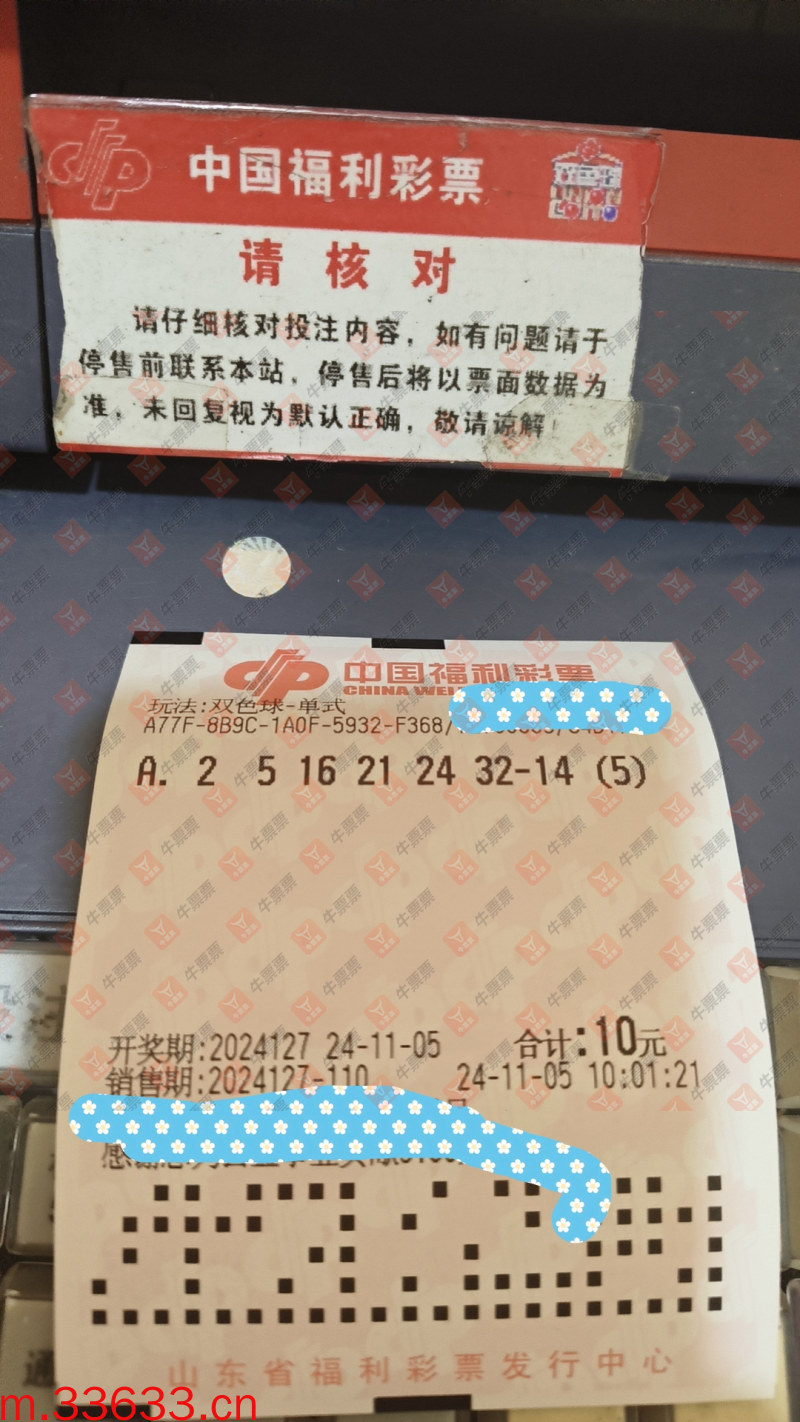 中国福利彩票
双色球
请核对
请仔细核对投注内容，如有问题请于
停售前联系本站，停售后将以票面数据为
准，未回复视为默认正确，敬请谅解！
中国福利彩票
CHINA WEL
玩法:双色球-单式
A77F-8B9C-1A0F-5932-F368/
A. 2 5 16 21 24 32-14 (5)
开奖期:2024127 24-11-05 合计:10元
销售期:2024127-110 24-11-05 10:01:21
山东省福利彩票发行中心
牛票票
m.33633.cn